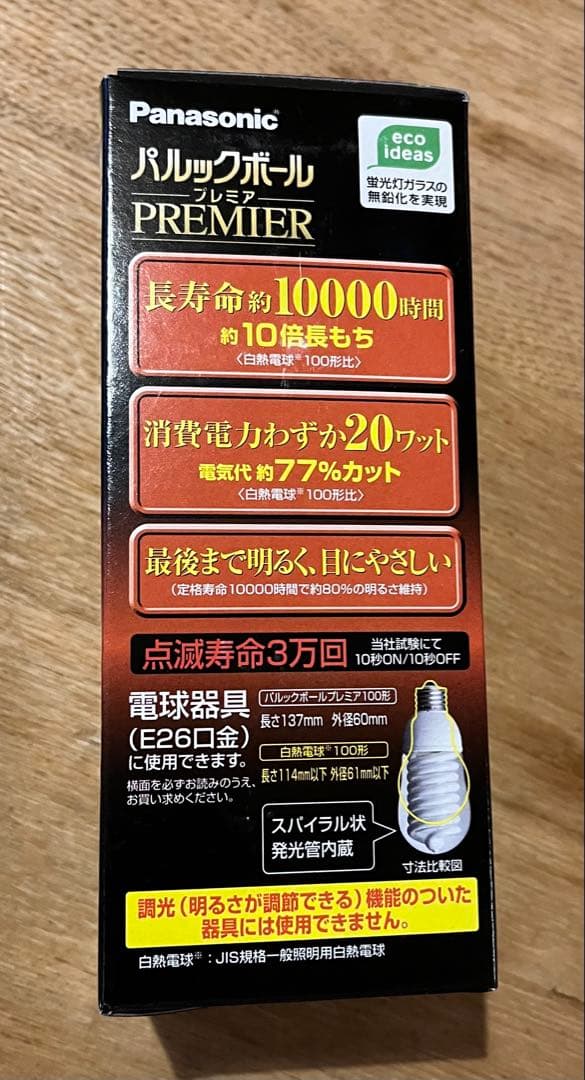 Panasonic
eco
ideas
蛍光灯ガラスの
無鉛化を実現
パルックボール
プレミア
PREMIER
長寿命約10000時間
約10倍長もち
〈白熱電球※100形比〉
消費電力わずか20ワット
電気代 約77%カット
〈白熱電球※100形比〉
最後まで明るく、目にやさしい
(定格寿命10000時間で約80%の明るさ維持)
点滅寿命3万回
当社試験にて
10秒ON/10秒OFF
電球器具
(E26口金)
に使用できます。
横面を必ずお読みのうえ、
お買い求めください。
パルックボールプレミア100形
長さ137mm 外径60mm
白熱電球※100形
長さ114mm以下 外径61mm以下
スパイラル状
発光管内蔵
寸法比較図
調光(明るさが調節できる)機能のついた
器具には使用できません。
白熱電球※:JIS規格一般照明用白熱電球